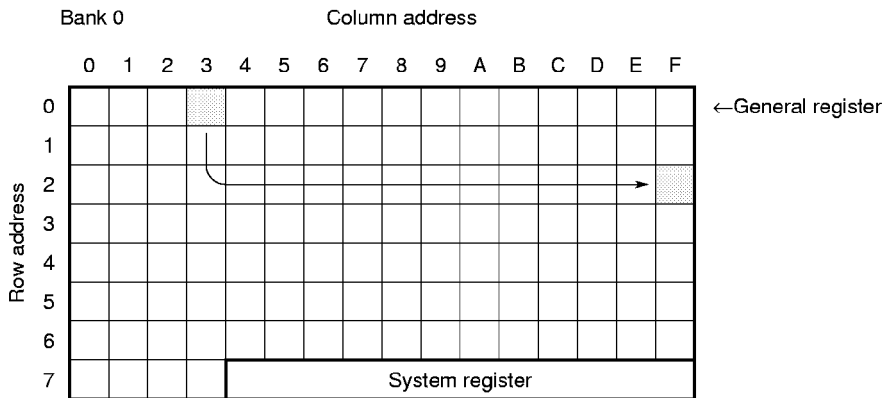 Bank 0 Column address
0 1 2 3 4 5 6 7 8 9 A B C D E F
0 ←General register
1
2
3
4
5
6
7 System register
Row address